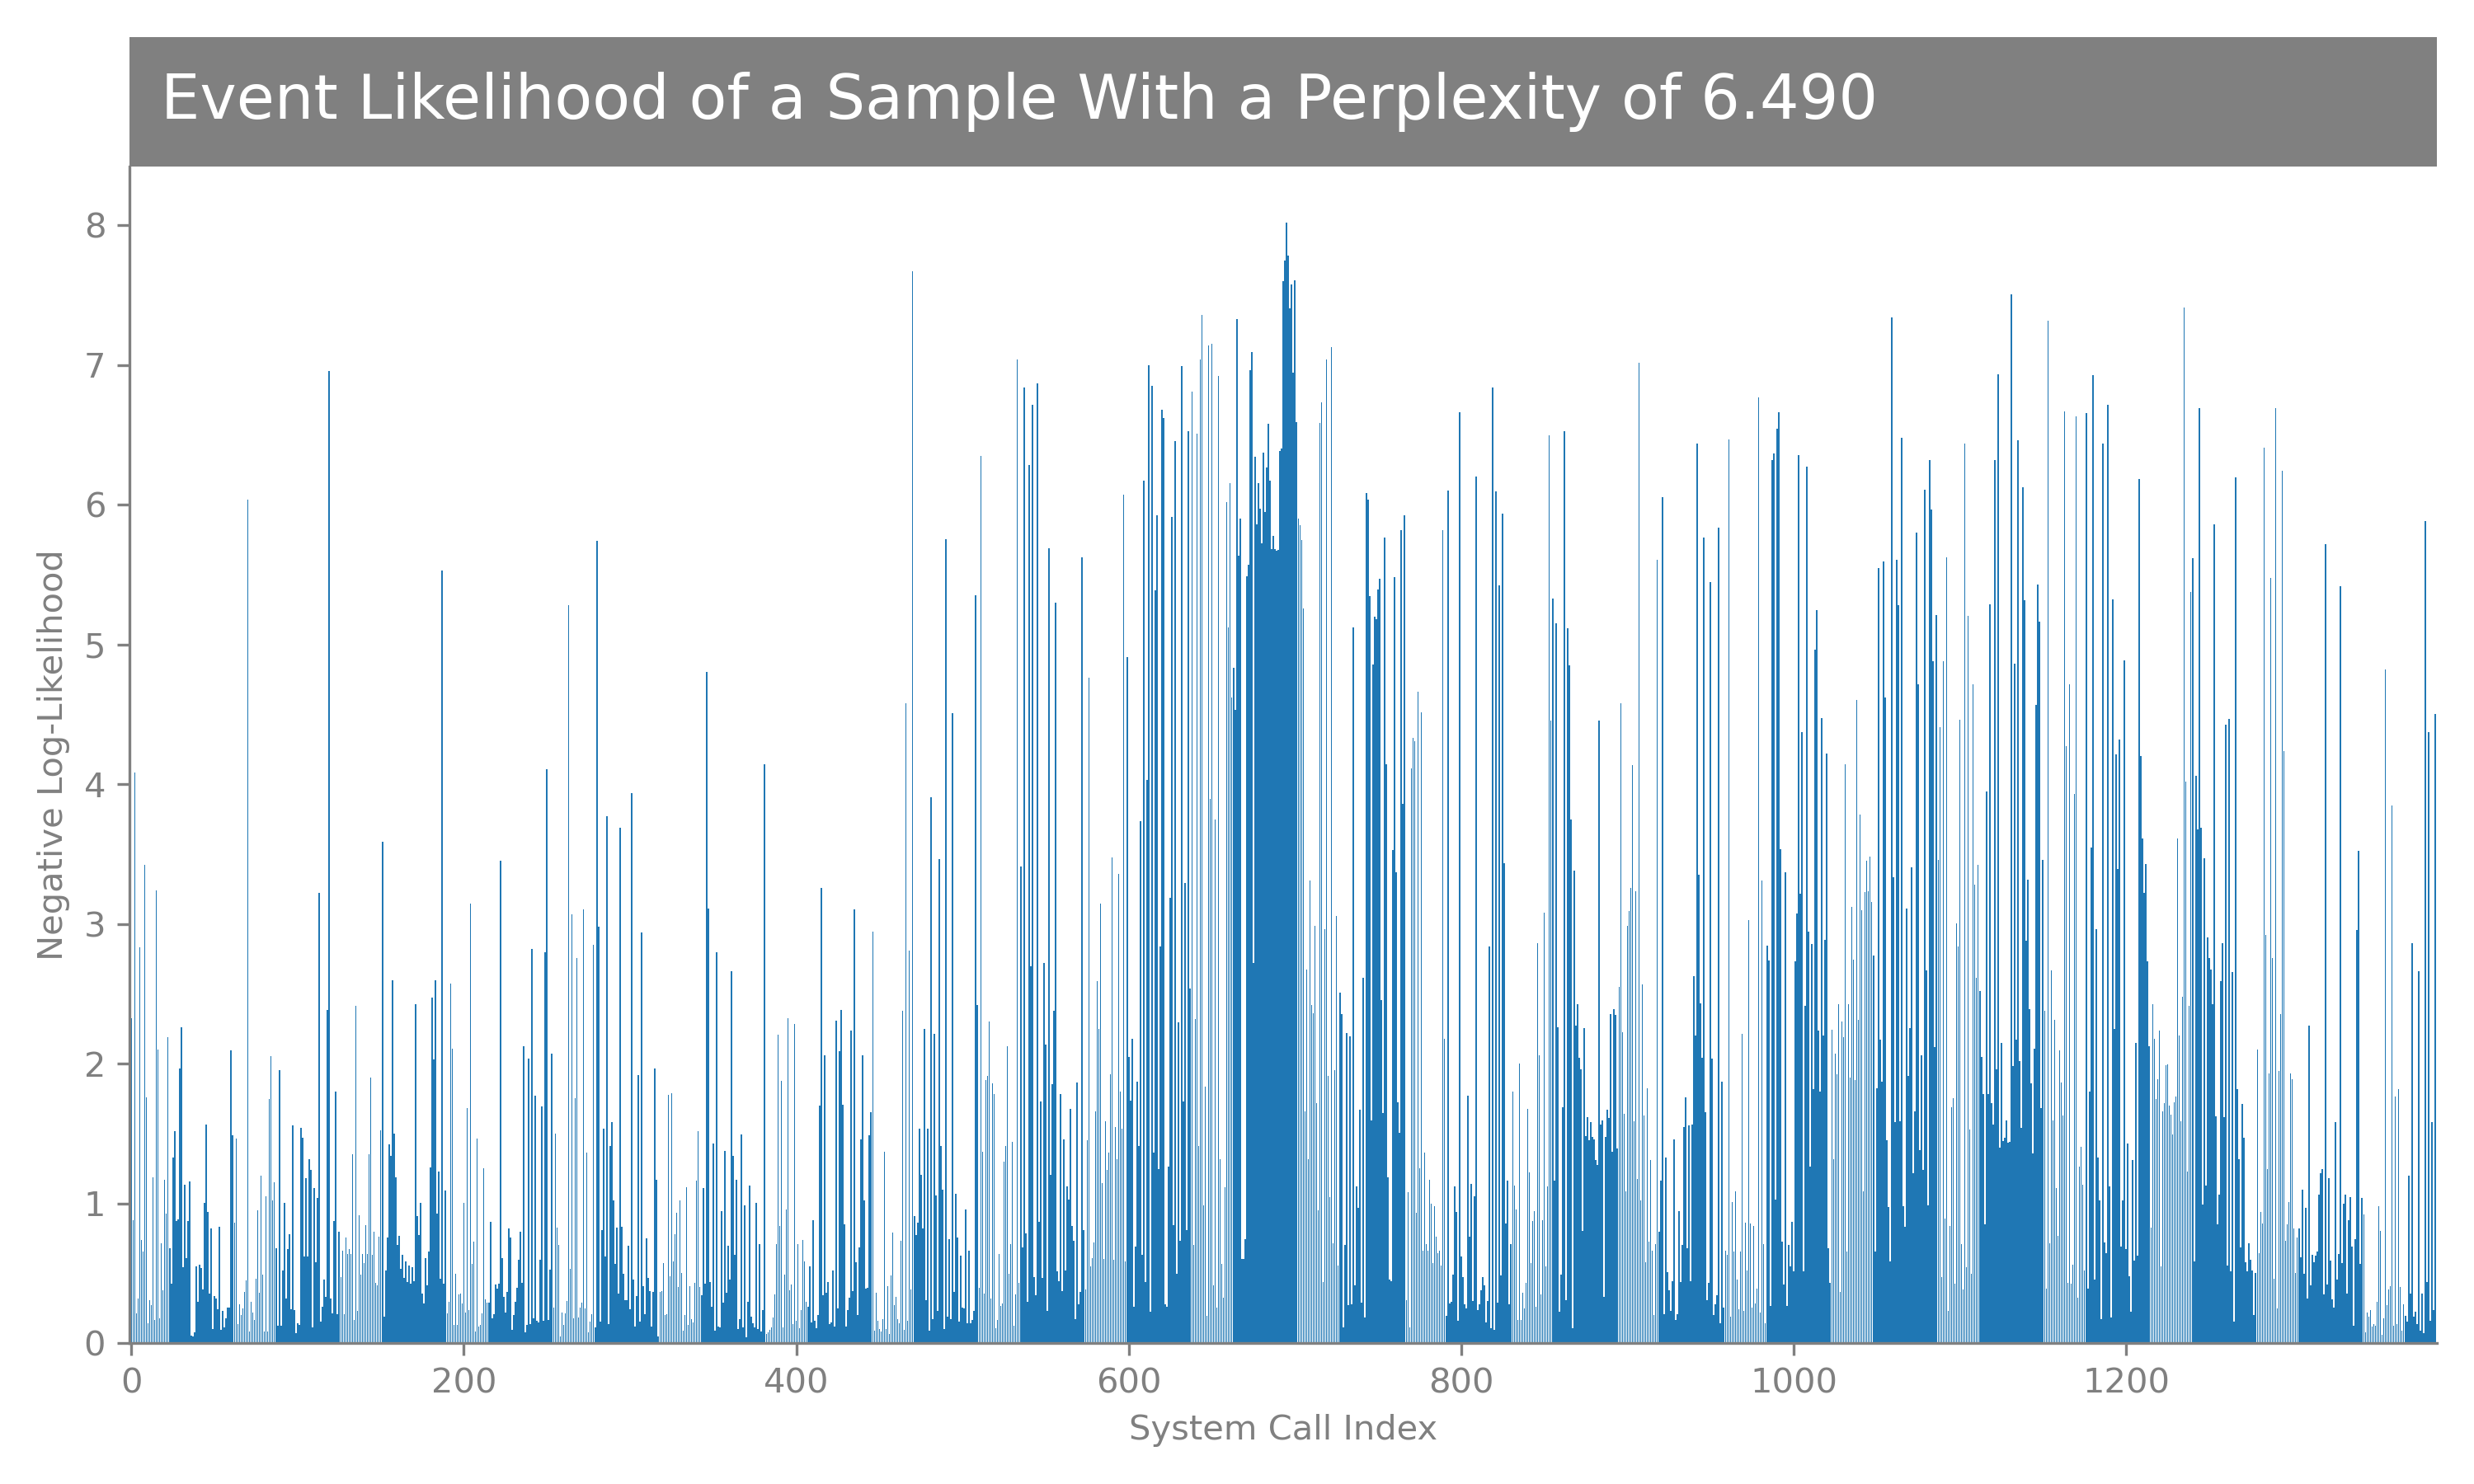 Event Likelihood of a Sample With a Perplexity of 6.490
8
7
6
5
4
3
2
1
0
Negative Log-Likelihood
0 200 400 600 800 1000 1200
System Call Index